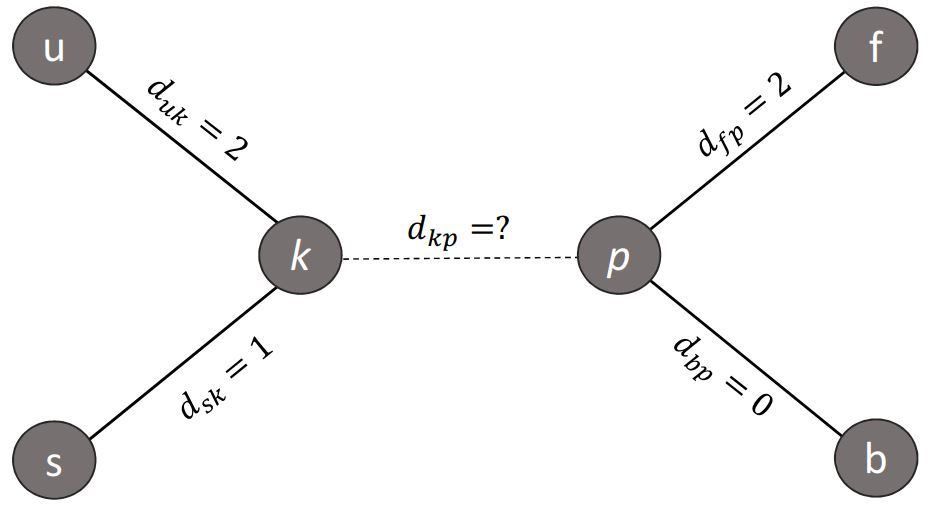 u
f
d_{uk} = 2
d_{fp} = 2
k
d_{kp} =?
p
d_{sk} = 1
d_{bp} = 0
s
b